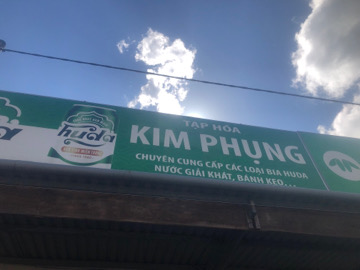 TẠP HÓA
huda
KIM PHỤNG
CHUYÊN CUNG CẤP CÁC LOẠI BIA HUDA
NƯỚC GIẢI KHÁT, BÁNH KẸO...